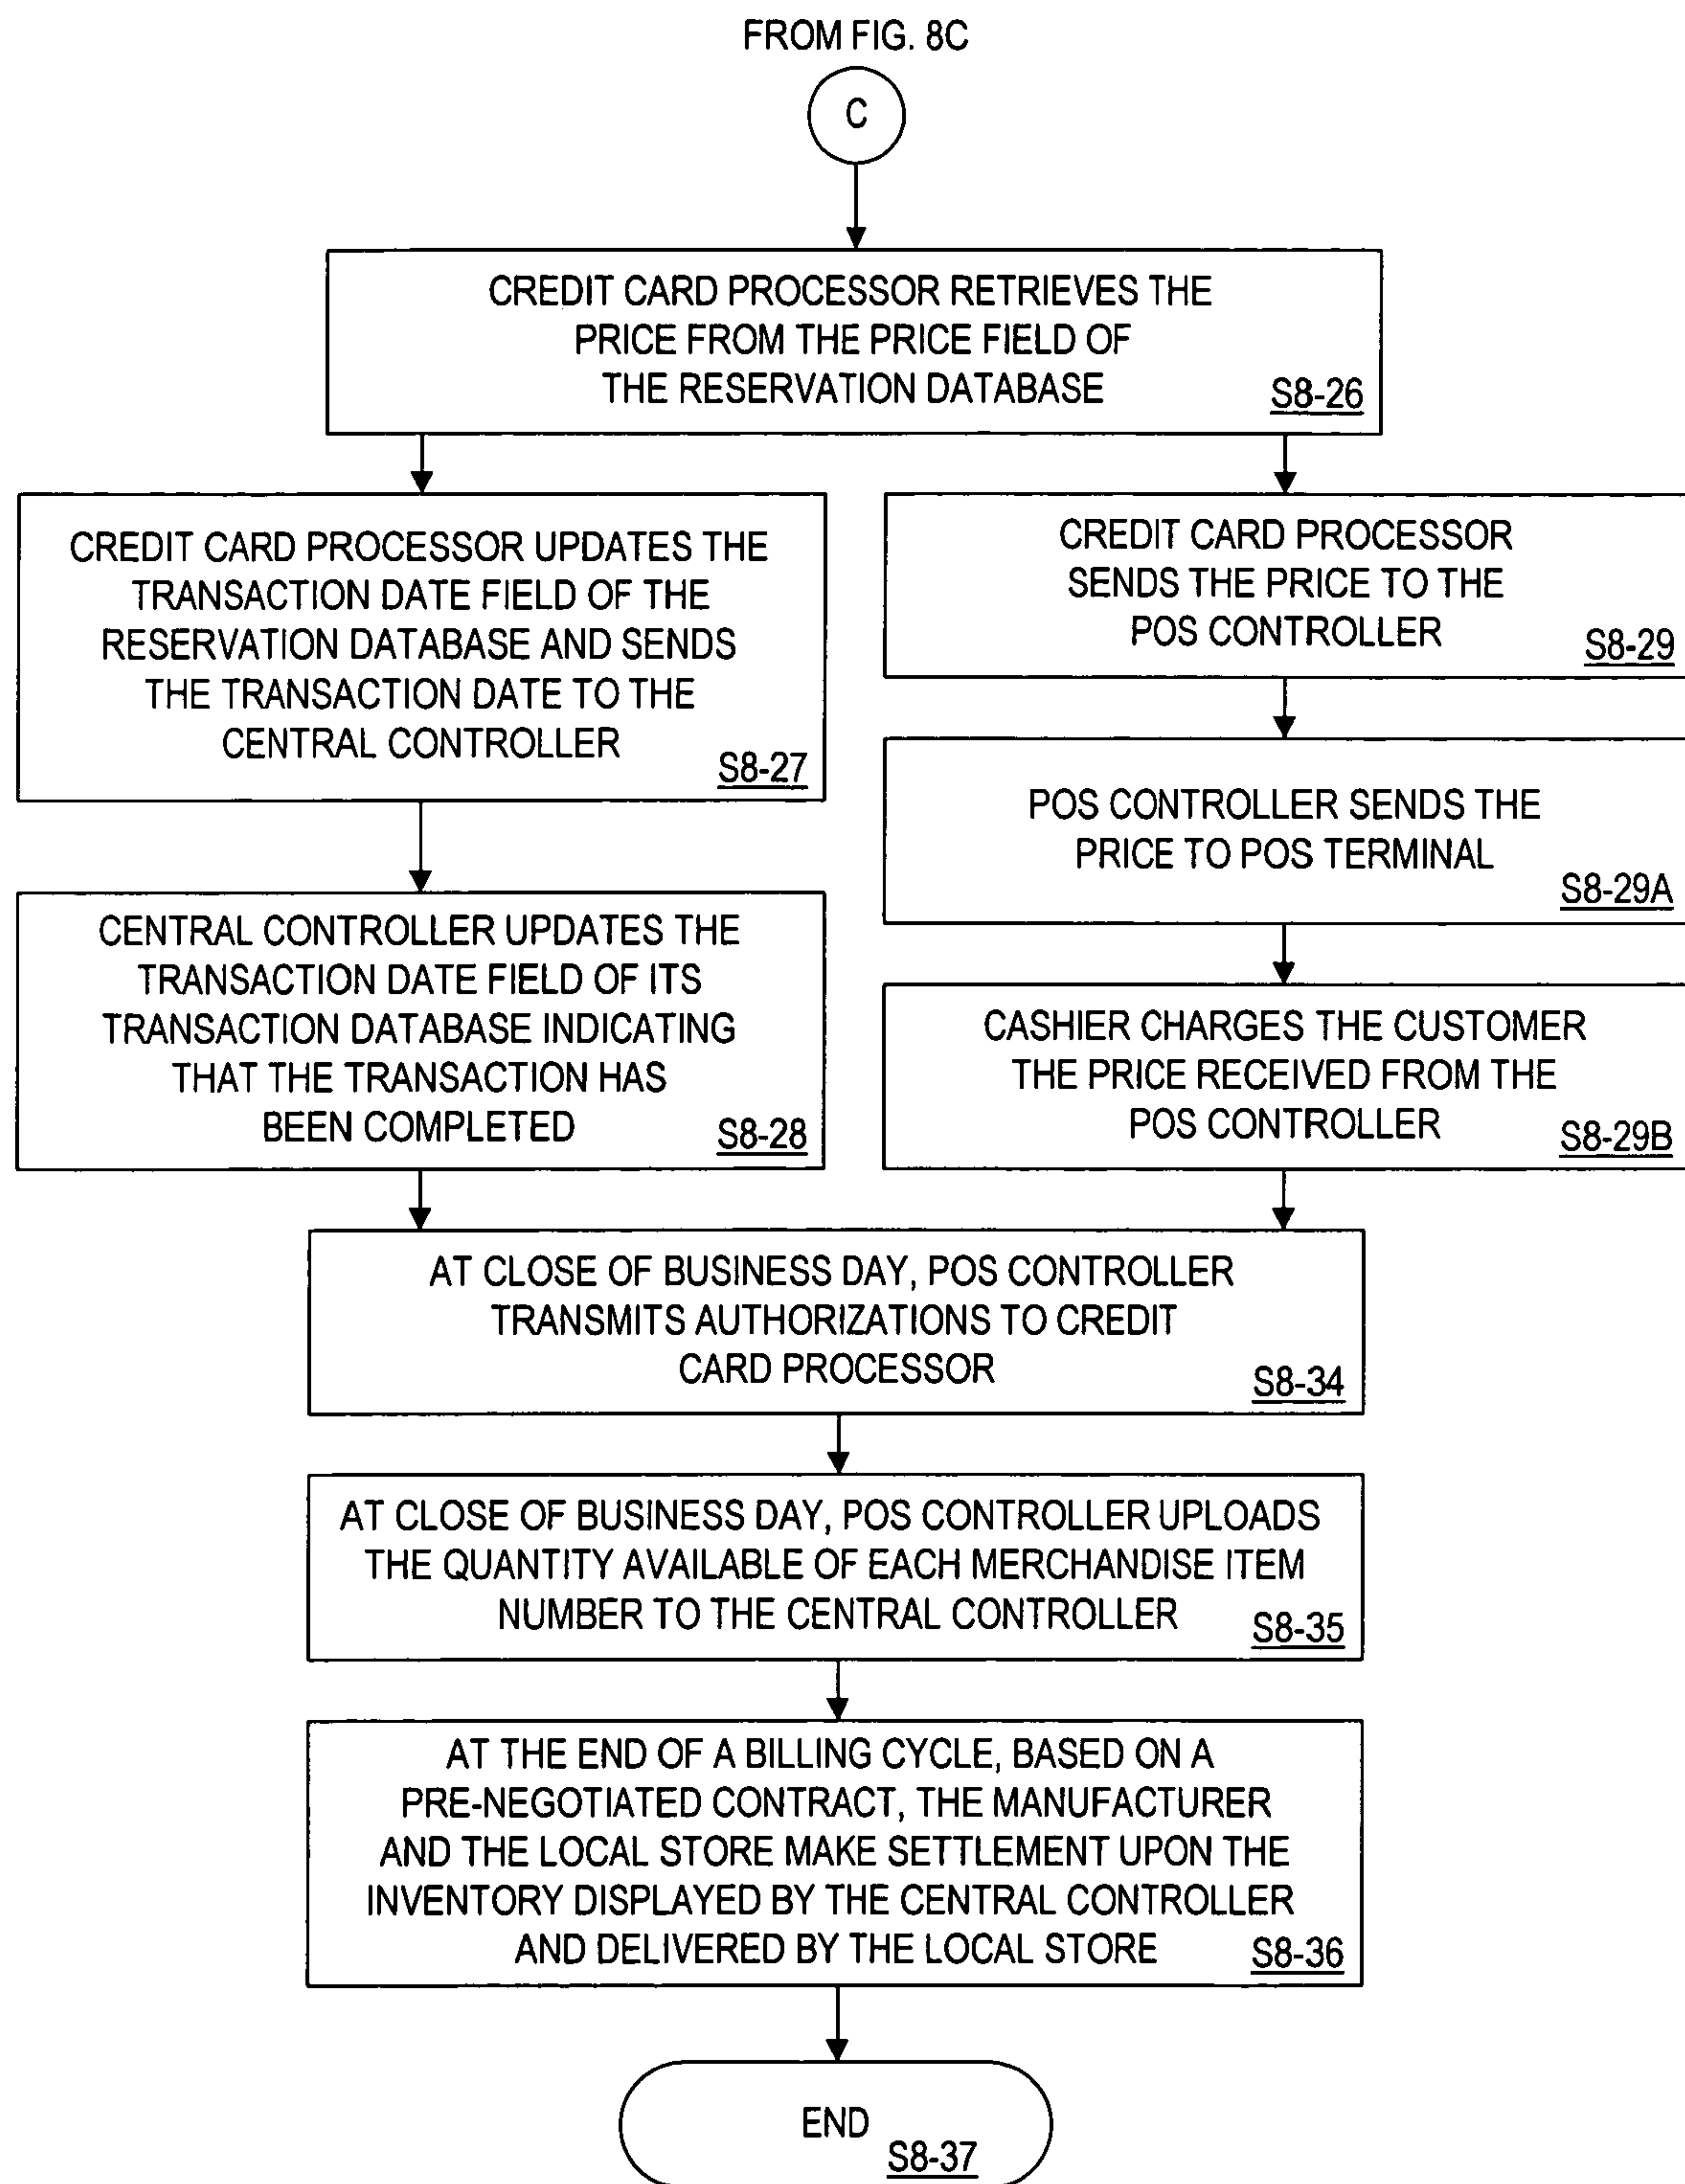 FROM FIG. 8C
C
CREDIT CARD PROCESSOR RETRIEVES THE
PRICE FROM THE PRICE FIELD OF
THE RESERVATION DATABASE
S8-26
CREDIT CARD PROCESSOR UPDATES THE
TRANSACTION DATE FIELD OF THE
RESERVATION DATABASE AND SENDS
THE TRANSACTION DATE TO THE
CENTRAL CONTROLLER
S8-27
CENTRAL CONTROLLER UPDATES THE
TRANSACTION DATE FIELD OF ITS
TRANSACTION DATABASE INDICATING
THAT THE TRANSACTION HAS
BEEN COMPLETED
S8-28
CREDIT CARD PROCESSOR
SENDS THE PRICE TO THE
POS CONTROLLER
S8-29
POS CONTROLLER SENDS THE
PRICE TO POS TERMINAL
S8-29A
CASHIER CHARGES THE CUSTOMER
THE PRICE RECEIVED FROM THE
POS CONTROLLER
S8-29B
AT CLOSE OF BUSINESS DAY, POS CONTROLLER
TRANSMITS AUTHORIZATIONS TO CREDIT
CARD PROCESSOR
S8-34
AT CLOSE OF BUSINESS DAY, POS CONTROLLER UPLOADS
THE QUANTITY AVAILABLE OF EACH MERCHANDISE ITEM
NUMBER TO THE CENTRAL CONTROLLER
S8-35
AT THE END OF A BILLING CYCLE, BASED ON A
PRE-NEGOTIATED CONTRACT, THE MANUFACTURER
AND THE LOCAL STORE MAKE SETTLEMENT UPON THE
INVENTORY DISPLAYED BY THE CENTRAL CONTROLLER
AND DELIVERED BY THE LOCAL STORE
S8-36
END
S8-37